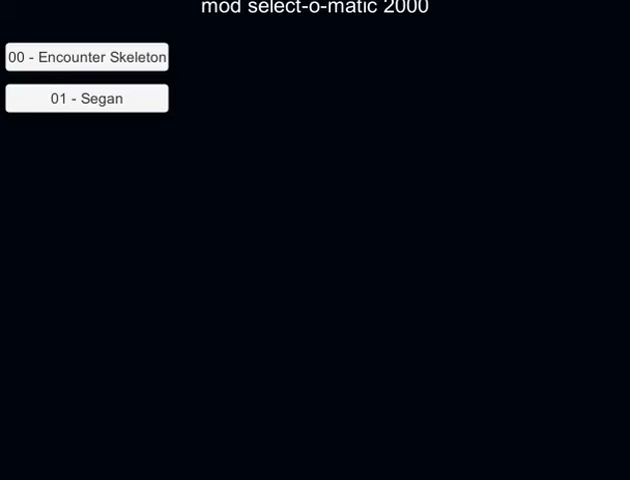 mod select-o-matic 2000
00 - Encounter Skeleton
01 - Segan